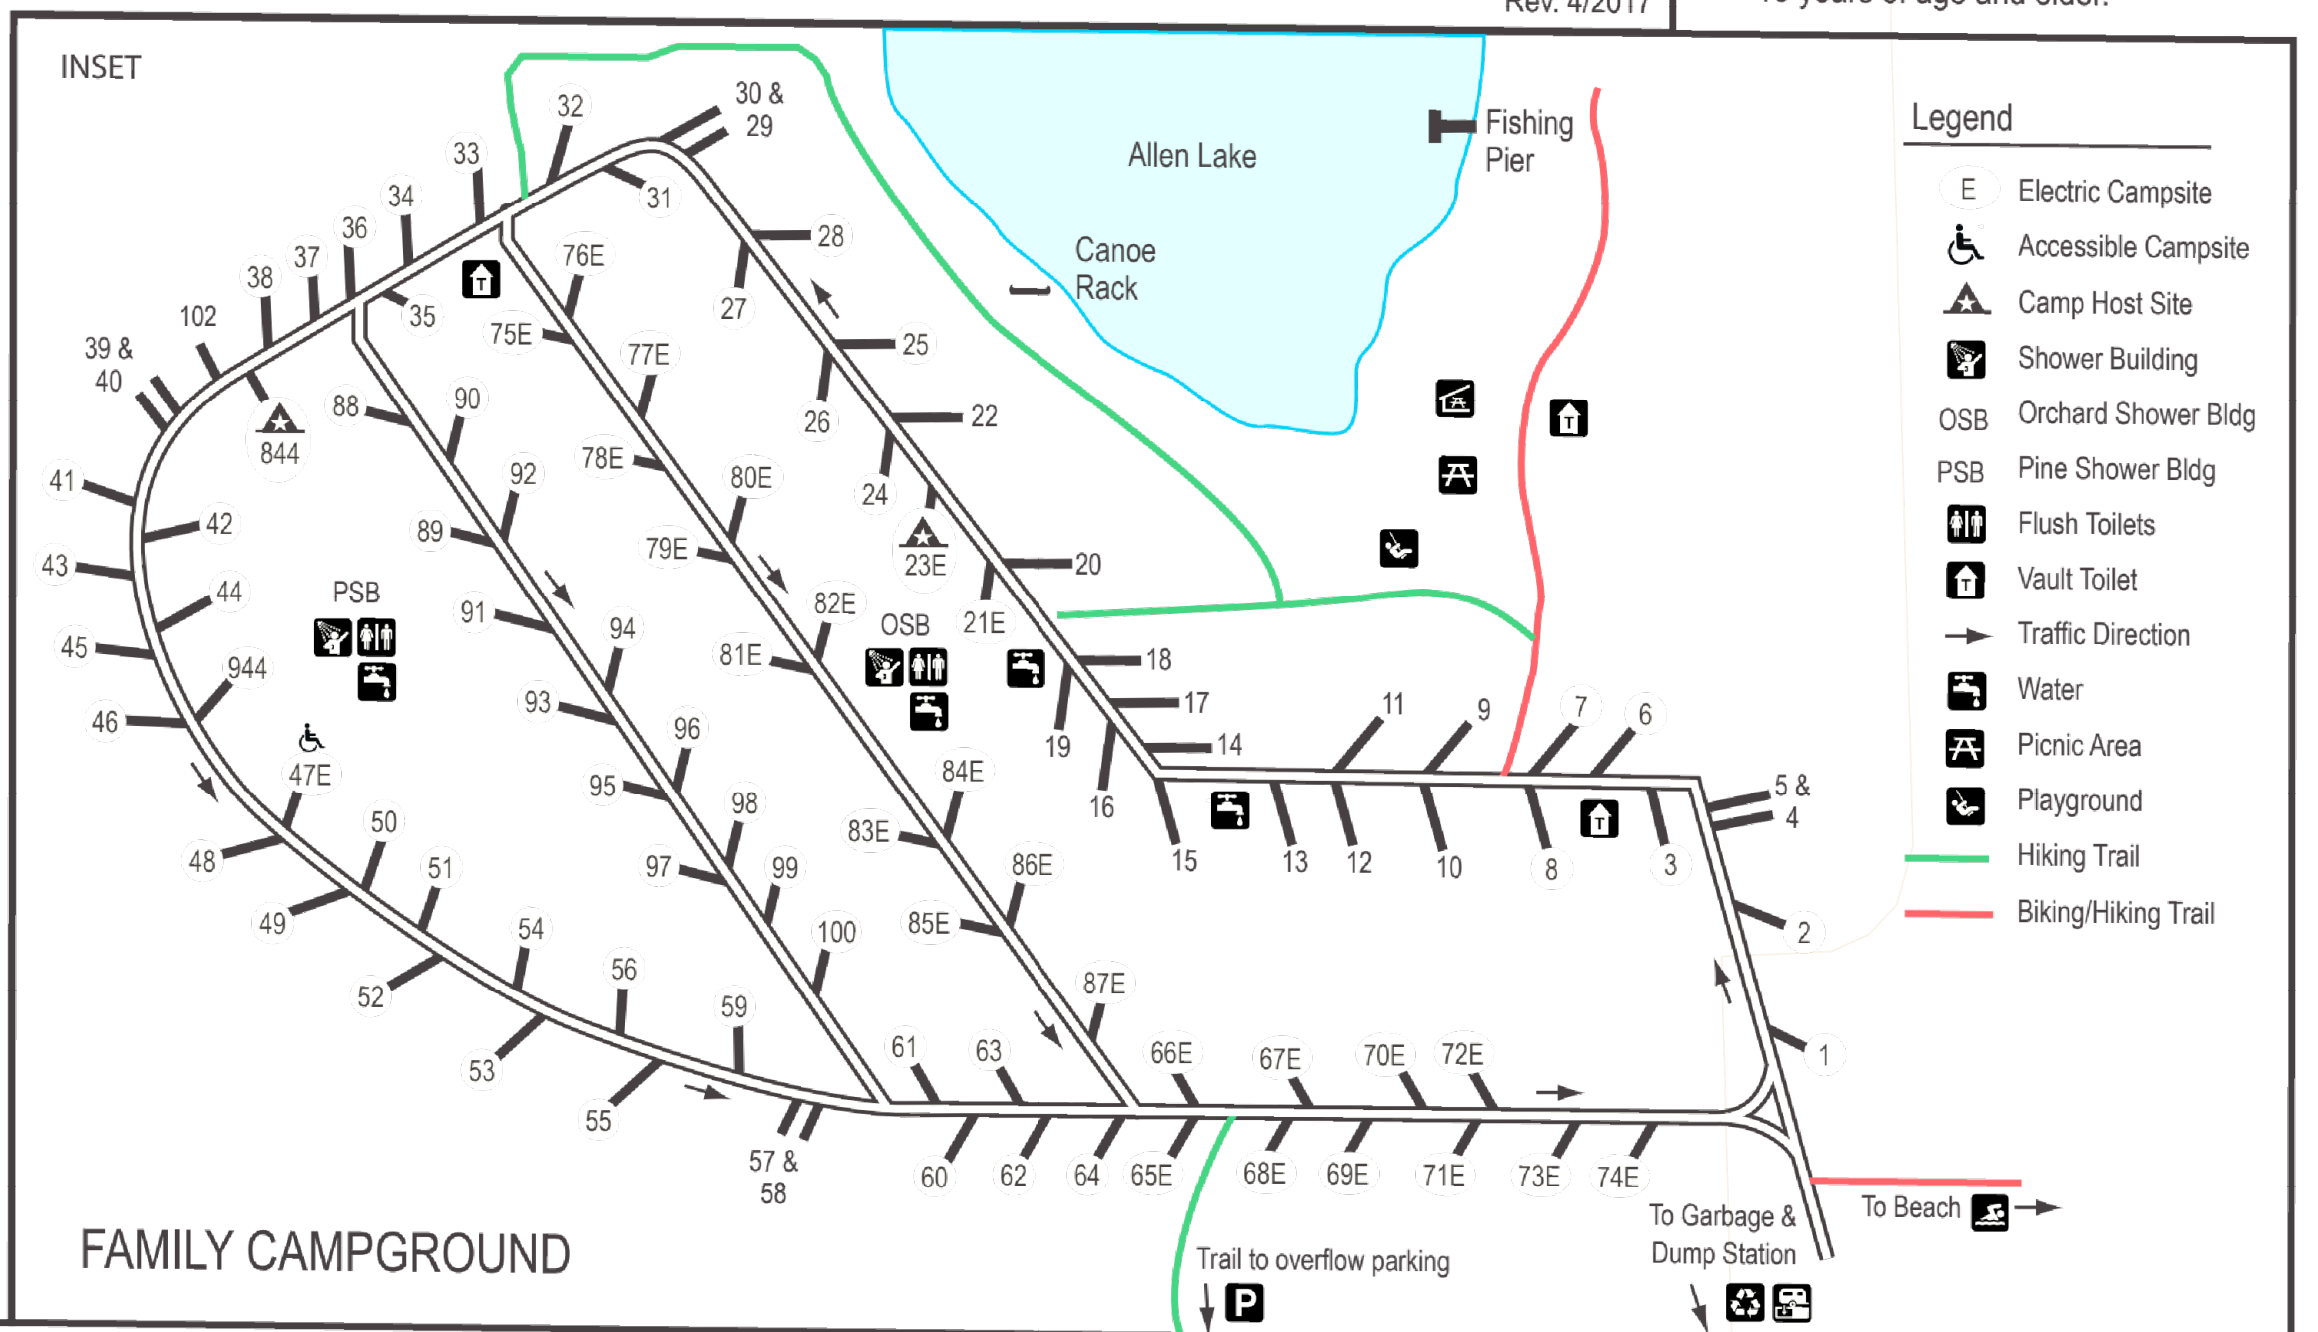 Rev. 4/2017
INSET
30 &
29
32
33
31
34
36
37
38
35
102
39 &
40
844
28
27
76E
75E
77E
25
26
88
90
22
24
78E
80E
79E
23E
41
42
43
44
45
46
944
92
89
91
94
93
96
95
98
97
99
100
PSB
47E
48
50
49
51
52
54
53
56
55
59
57 &
58
82E
81E
OSB
21E
20
18
17
19
14
16
15
13
12
11
10
9
8
7
6
3
5 &
4
2
1
84E
83E
86E
85E
87E
61
63
60
62
64
65E
66E
67E
68E
69E
70E
71E
72E
73E
74E
Allen Lake
Fishing
Pier
Canoe
Rack
Legend
E Electric Campsite
Accessible Campsite
Camp Host Site
Shower Building
OSB Orchard Shower Bldg
PSB Pine Shower Bldg
Flush Toilets
T Vault Toilet
Traffic Direction
Water
Picnic Area
Playground
Hiking Trail
Biking/Hiking Trail
To Beach
To Garbage &
Dump Station
Trail to overflow parking
P
FAMILY CAMPGROUND